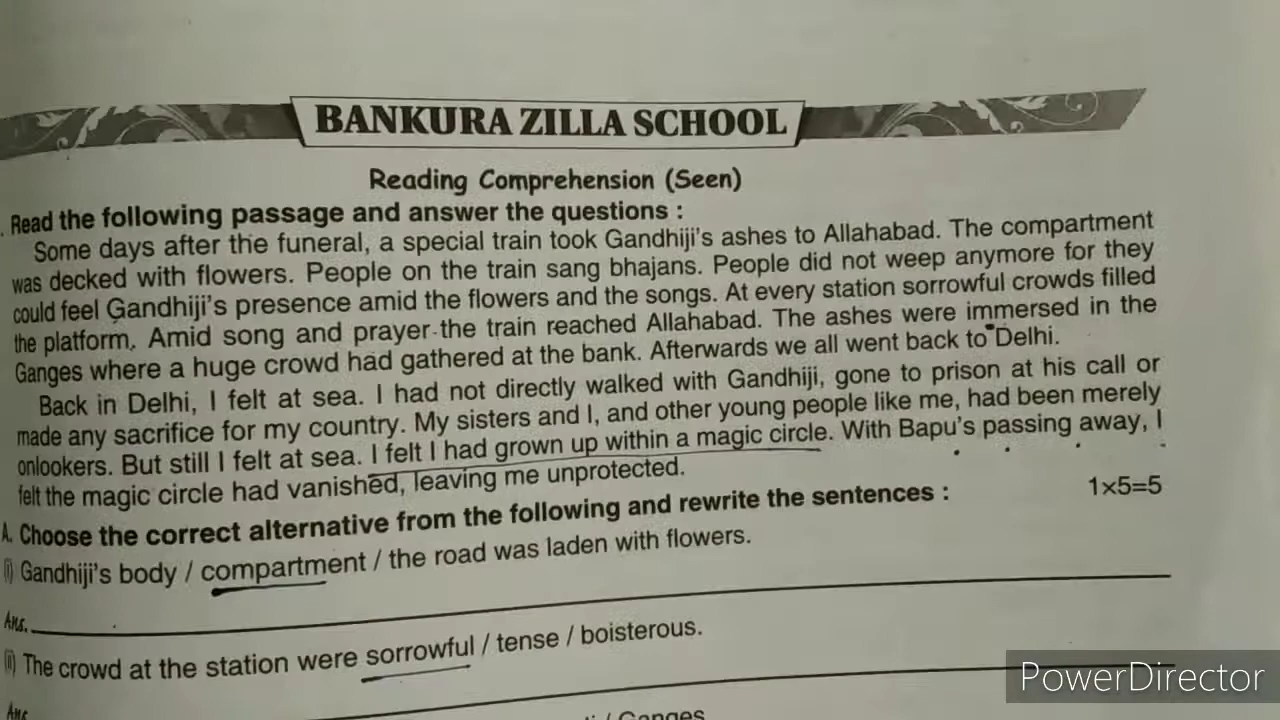 BANKURA ZILLA SCHOOL
Reading Comprehension (Seen)
. Read the following passage and answer the questions :
Some days after the funeral, a special train took Gandhiji's ashes to Allahabad. The compartment
was decked with flowers. People on the train sang bhajans. People did not weep anymore for they
could feel Gandhiji's presence amid the flowers and the songs. At every station sorrowful crowds filled
the platform. Amid song and prayer the train reached Allahabad. The ashes were immersed in the
Ganges where a huge crowd had gathered at the bank. Afterwards we all went back to Delhi.
Back in Delhi, I felt at sea. I had not directly walked with Gandhiji, gone to prison at his call or
made any sacrifice for my country. My sisters and I, and other young people like me, had been merely
onlookers. But still I felt at sea. I felt I had grown up within a magic circle. With Bapu's passing away, I
felt the magic circle had vanished, leaving me unprotected.
A. Choose the correct alternative from the following and rewrite the sentences : 1×5=5
(i) Gandhiji's body / compartment / the road was laden with flowers.
Ans.
(ii) The crowd at the station were sorrowful / tense / boisterous.
Ans
/ Ganges
PowerDirector